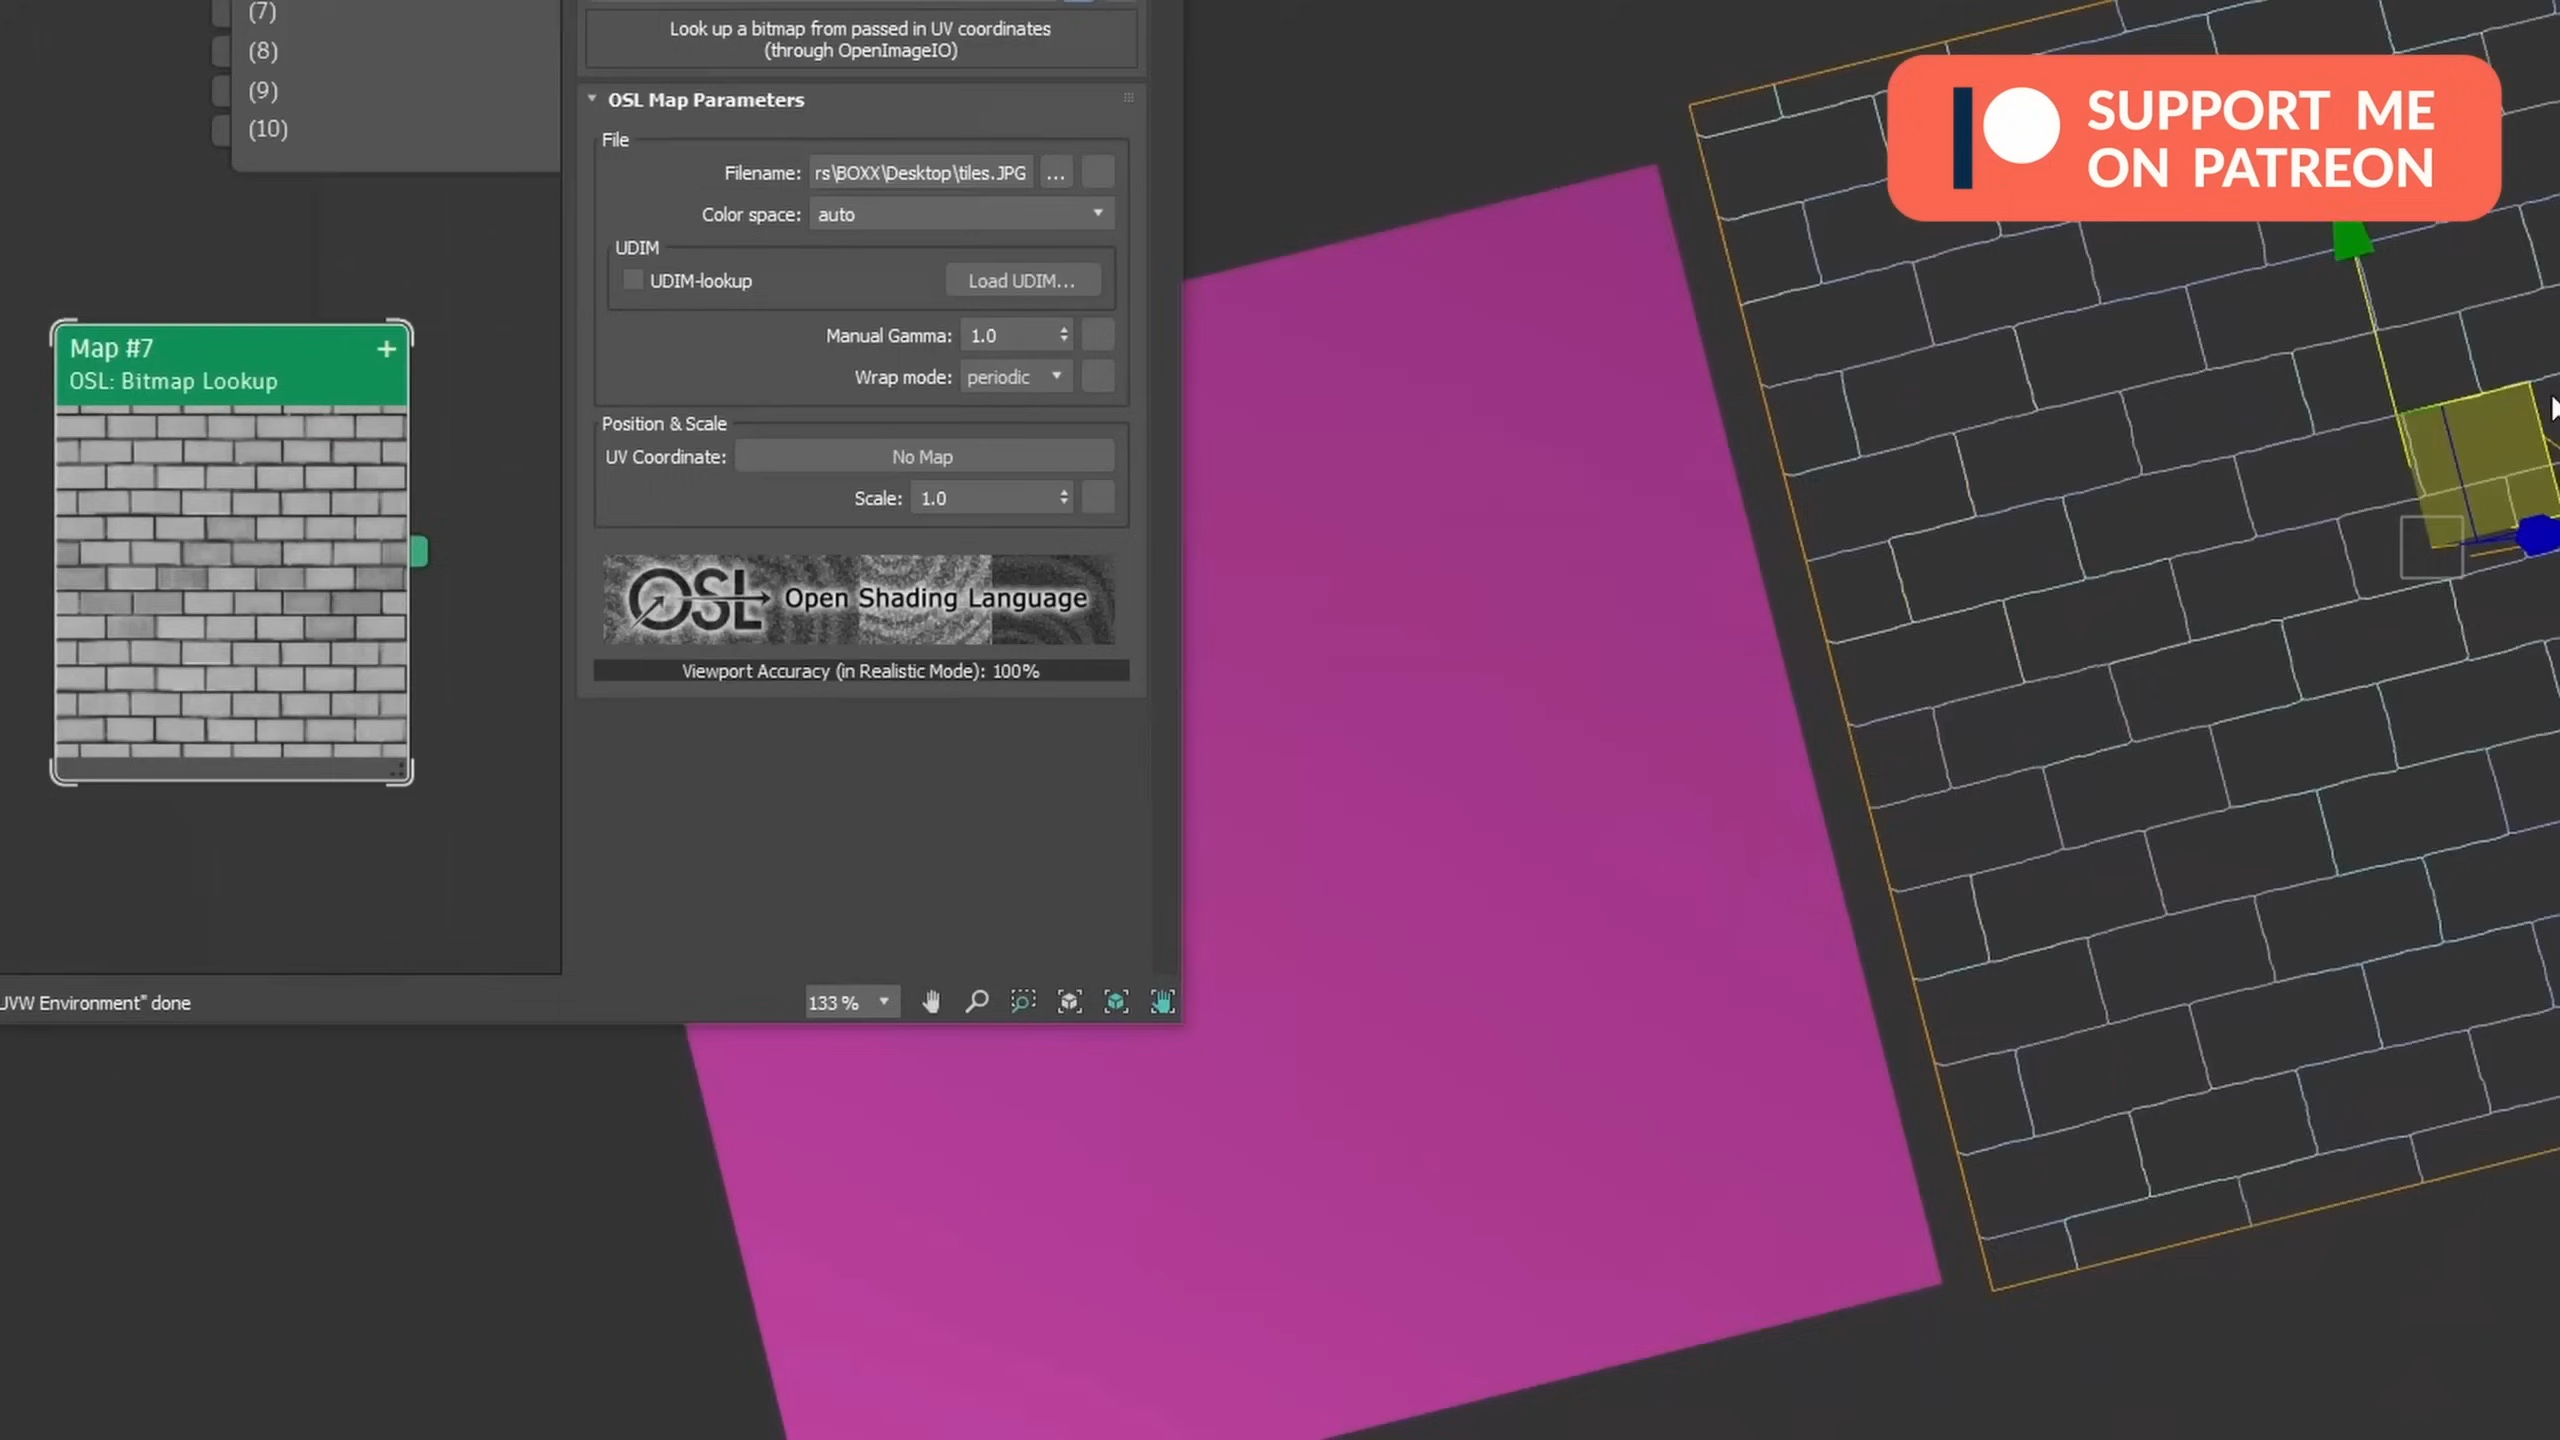 (7)
(8)
(9)
(10)
Look up a bitmap from passed in UV coordinates
(through OpenImageIO)
OSL Map Parameters
File
Filename: rs\BOXX\Desktop\tiles.JPG ...
Color space: auto
UDIM
UDIM-lookup Load UDIM...
Manual Gamma: 1.0
Wrap mode: periodic
Position & Scale
UV Coordinate: No Map
Scale: 1.0
OSL Open Shading Language
Viewport Accuracy (in Realistic Mode): 100%
Map #7 +
OSL: Bitmap Lookup
UVW Environment" done
133 %
SUPPORT ME
ON PATREON